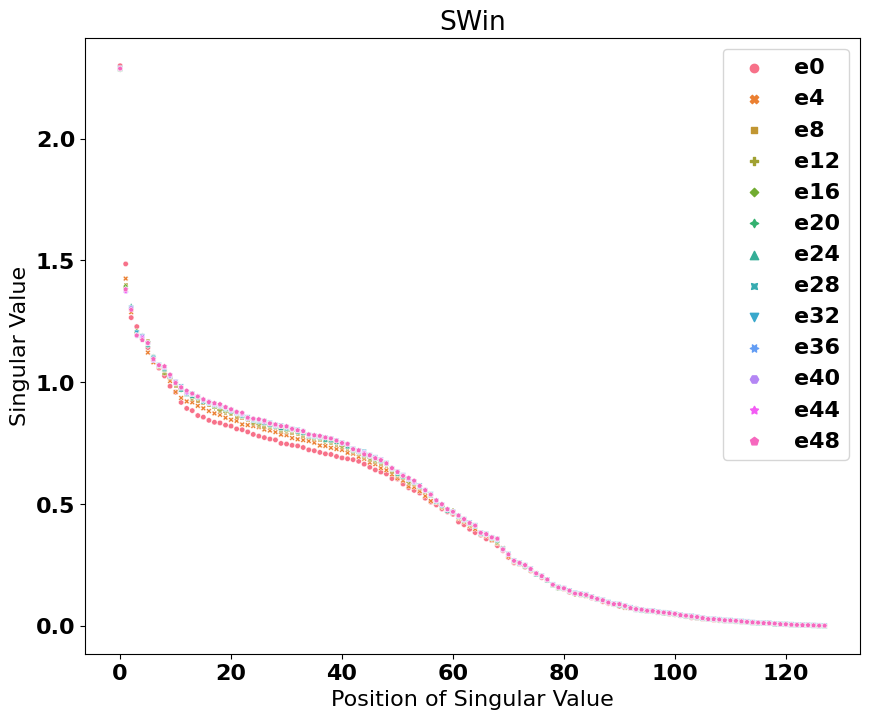 SWin
Singular Value
2.0
1.5
1.0
0.5
0.0
0 20 40 60 80 100 120
Position of Singular Value
e0
e4
e8
e12
e16
e20
e24
e28
e32
e36
e40
e44
e48